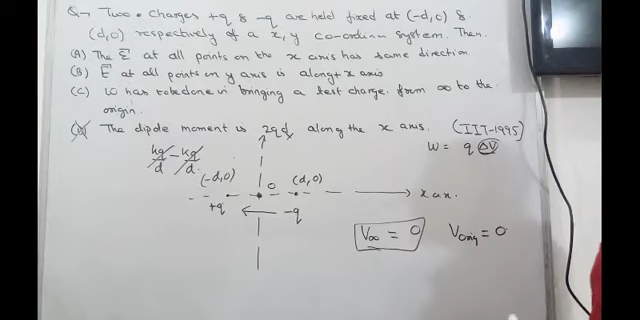 Q→ Two Charges +q & -q are held fixed at (-d,0) &
(d,0) respectively of a x, y co-ordina system. Then
(A) The E⃗ at all points on the x axis has same direction.
(B) E⃗ at all points on y axis is along +x axis
(C) W has to be done in bringing a test charge from ∞ to the
origin.
(D) The dipole moment is 2qd along the x axis. (IIT-1995)
W = q ΔV
kq/d - kq/d
(-d,0) O (d,0)
x axn.
+q -q
V∞ = 0 Vorig = 0